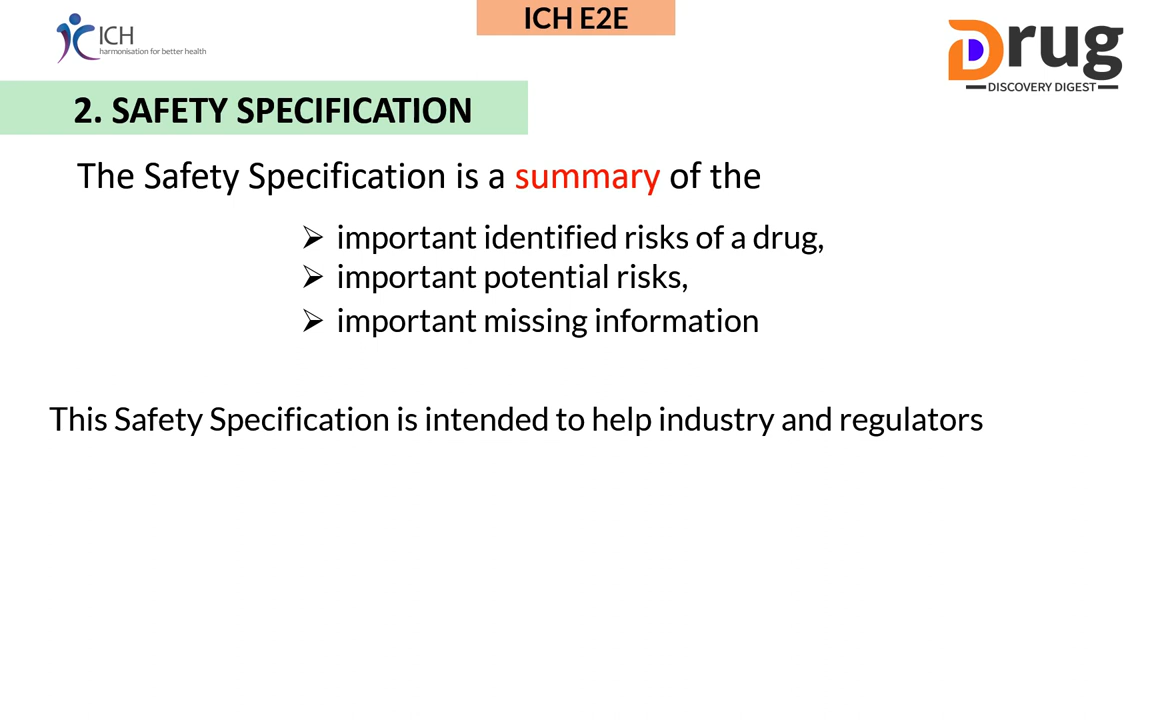 ICH E2E
ICH
harmonisation for better health
Drug
DISCOVERY DIGEST
2. SAFETY SPECIFICATION
The Safety Specification is a summary of the
➢ important identified risks of a drug,
➢ important potential risks,
➢ important missing information
This Safety Specification is intended to help industry and regulators